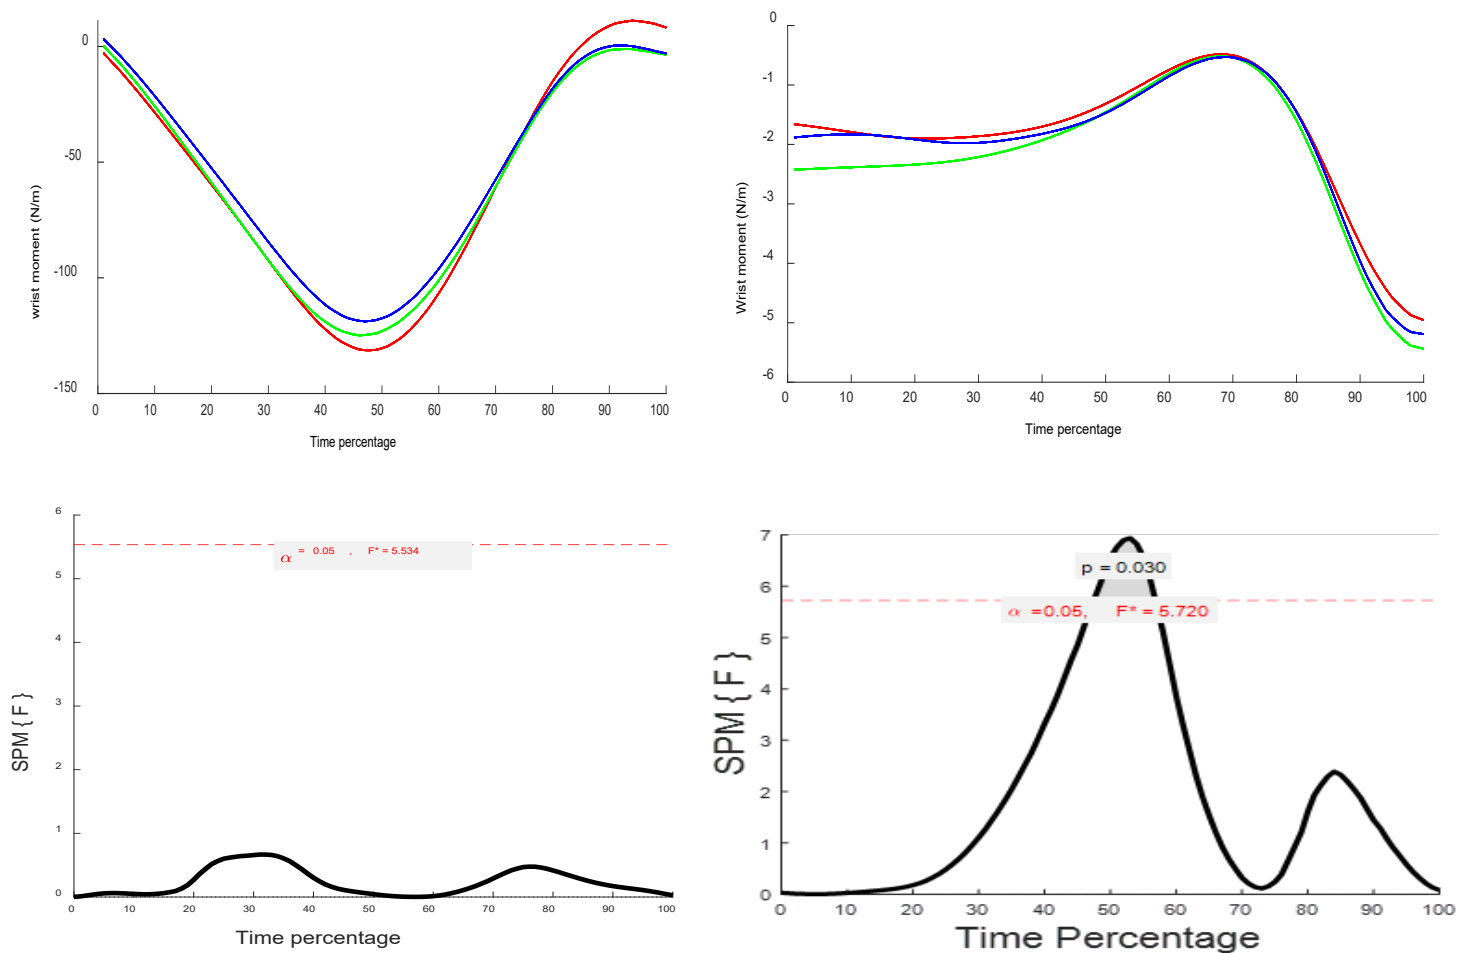 0
-50
-100
-150
wrist moment (N/m)
0 10 20 30 40 50 60 70 80 90 100
Time percentage
0
-1
-2
-3
-4
-5
-6
Wrist moment (N/m)
0 10 20 30 40 50 60 70 80 90 100
Time percentage
6
5
4
3
2
1
0
SPM { F }
α = 0.05 , F* = 5.534
0 10 20 30 40 50 60 70 80 90 100
Time percentage
7
6
5
4
3
2
1
0
SPM { F }
p = 0.030
α =0.05, F* = 5.720
0 10 20 30 40 50 60 70 80 90 100
Time Percentage